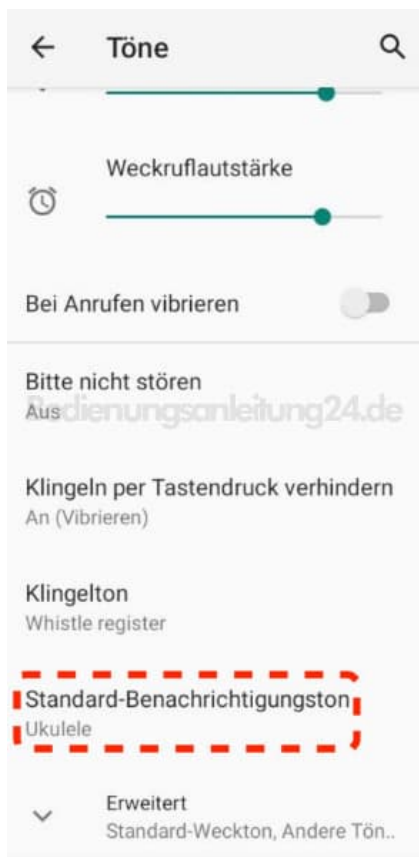 Töne
Weckruflautstärke
Bei Anrufen vibrieren
Bitte nicht stören
Aus
Bedienungsanleitung24.de
Klingeln per Tastendruck verhindern
An (Vibrieren)
Klingelton
Whistle register
Standard-Benachrichtigungston
Ukulele
Erweitert
Standard-Weckton, Andere Tön..